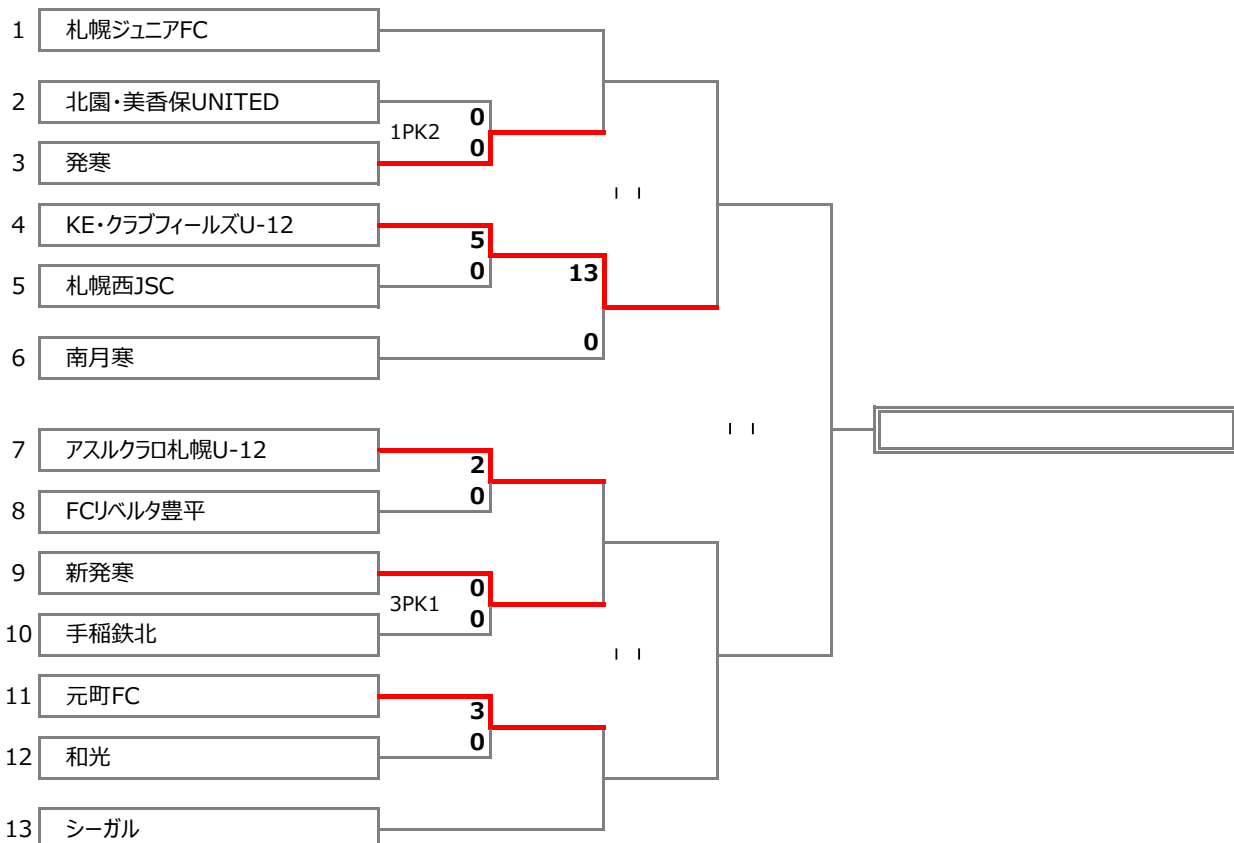 1 札幌ジュニアFC
2 北園・美香保UNITED
0
1PK2
0
3 発寒
4 KE・クラブフィールズU-12
5
0
13
5 札幌西JSC
0
6 南月寒
7 アスルクラロ札幌U-12
2
0
8 FCリベルタ豊平
9 新発寒
0
3PK1
0
10 手稲鉄北
11 元町FC
3
0
12 和光
13 シーガル